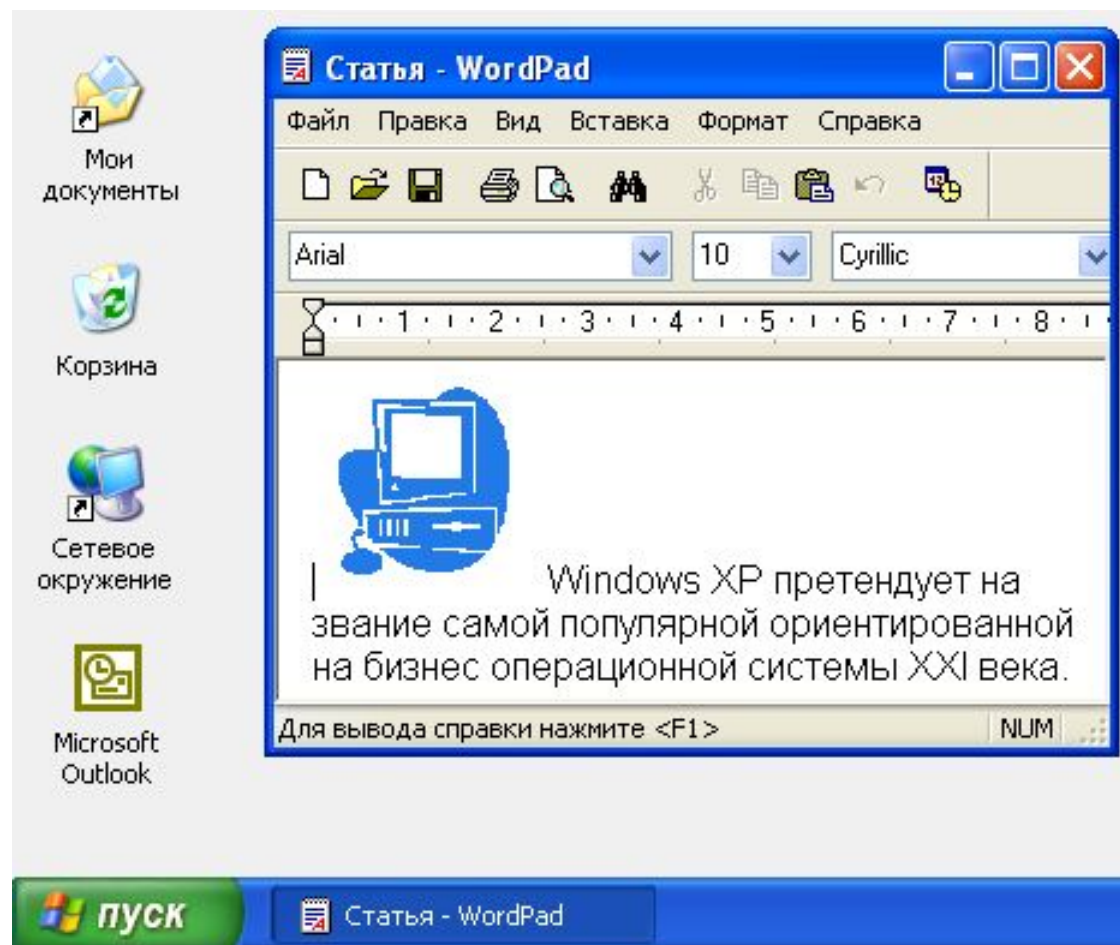 Мои
документы
Корзина
Сетевое
окружение
Microsoft
Outlook
Статья - WordPad
Файл Правка Вид Вставка Формат Справка
Arial 10 Cyrillic
1 2 3 4 5 6 7 8
Windows XP претендует на
звание самой популярной ориентированной
на бизнес операционной системы XXI века.
Для вывода справки нажмите <F1> NUM
пуск Статья - WordPad